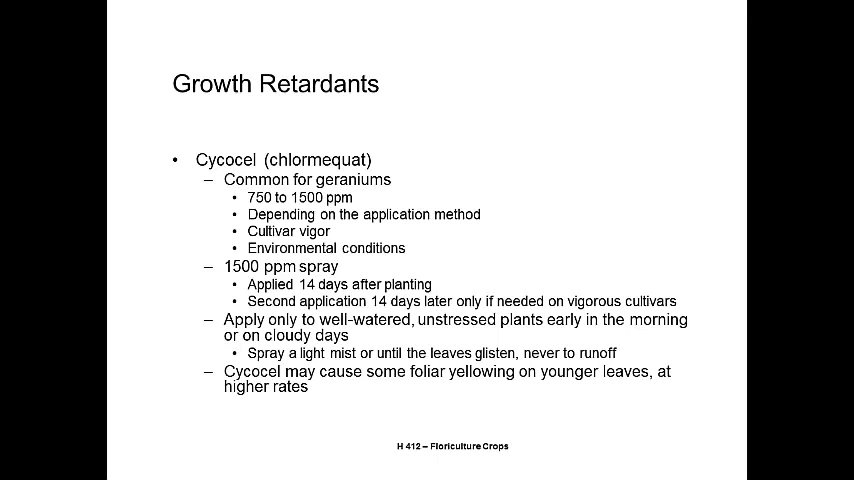 Growth Retardants
• Cycocel (chlormequat)
– Common for geraniums
• 750 to 1500 ppm
• Depending on the application method
• Cultivar vigor
• Environmental conditions
– 1500 ppm spray
• Applied 14 days after planting
• Second application 14 days later only if needed on vigorous cultivars
– Apply only to well-watered, unstressed plants early in the morning
or on cloudy days
• Spray a light mist or until the leaves glisten, never to runoff
– Cycocel may cause some foliar yellowing on younger leaves, at
higher rates
H 412 – Floriculture Crops